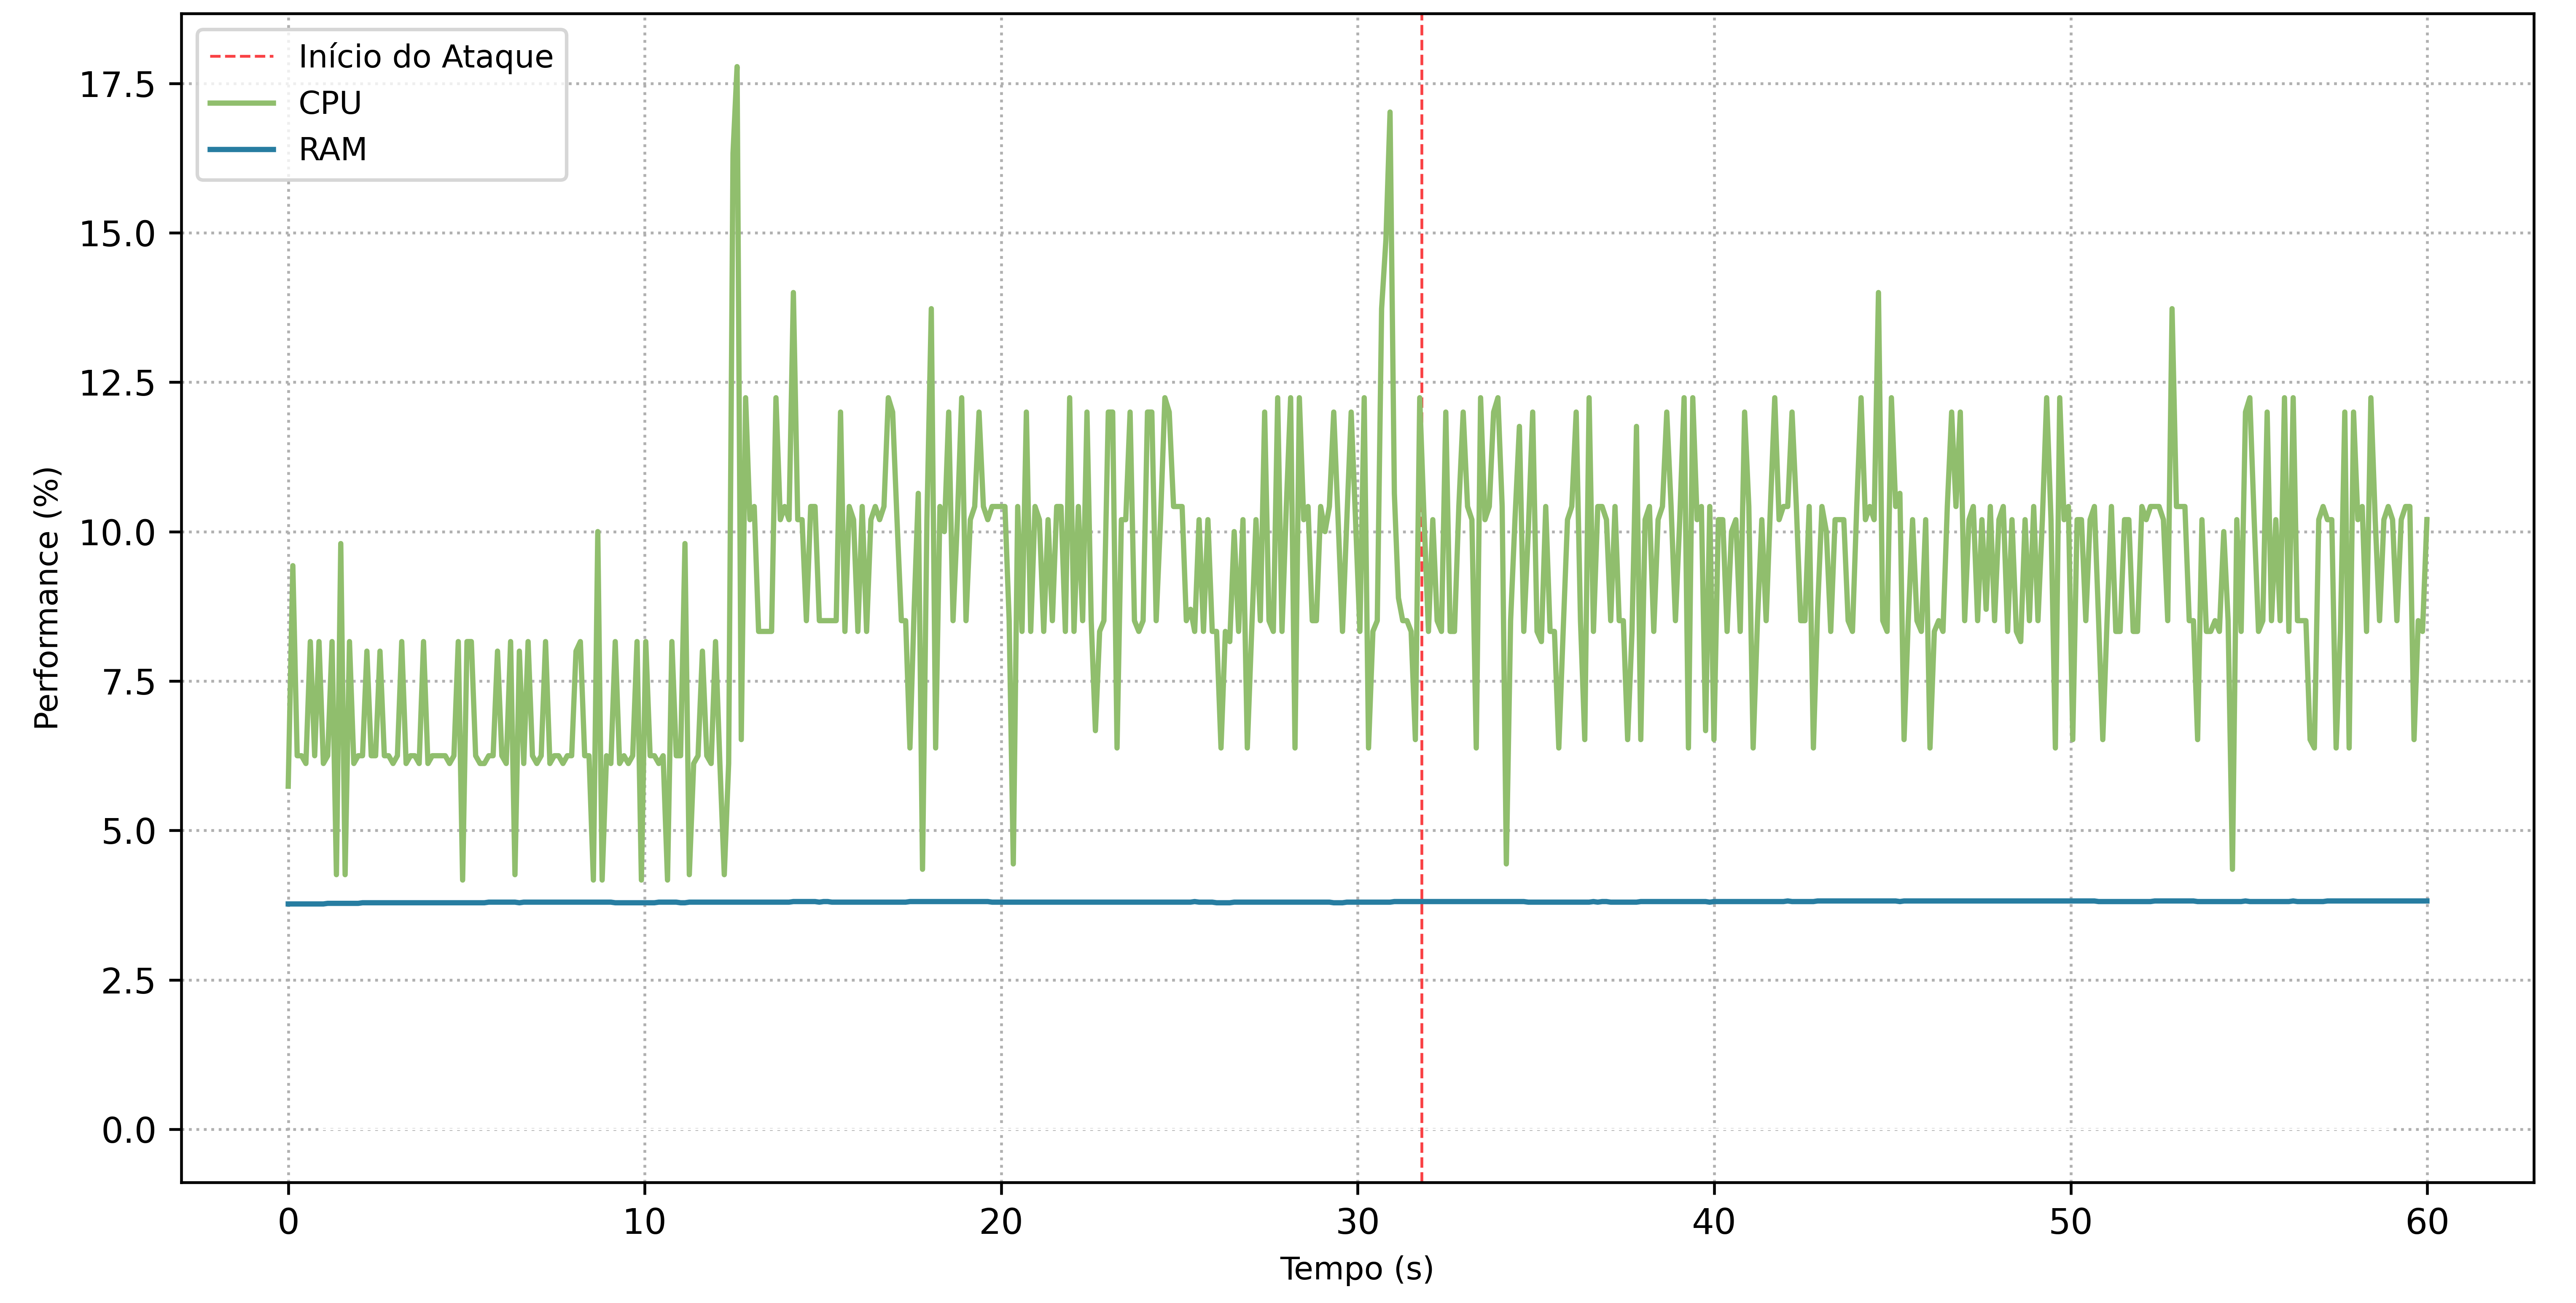 Início do Ataque
CPU
RAM
17.5
15.0
12.5
10.0
7.5
5.0
2.5
0.0
Performance (%)
0 10 20 30 40 50 60
Tempo (s)